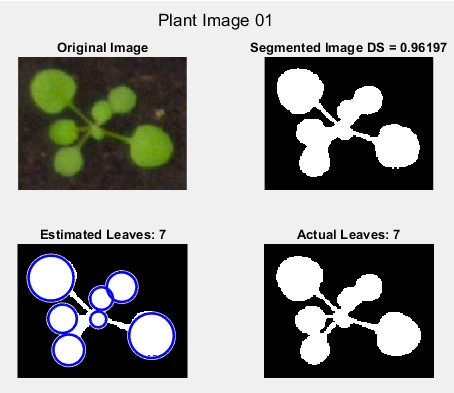 Plant Image 01
Original Image
Segmented Image DS = 0.96197
Estimated Leaves: 7
Actual Leaves: 7